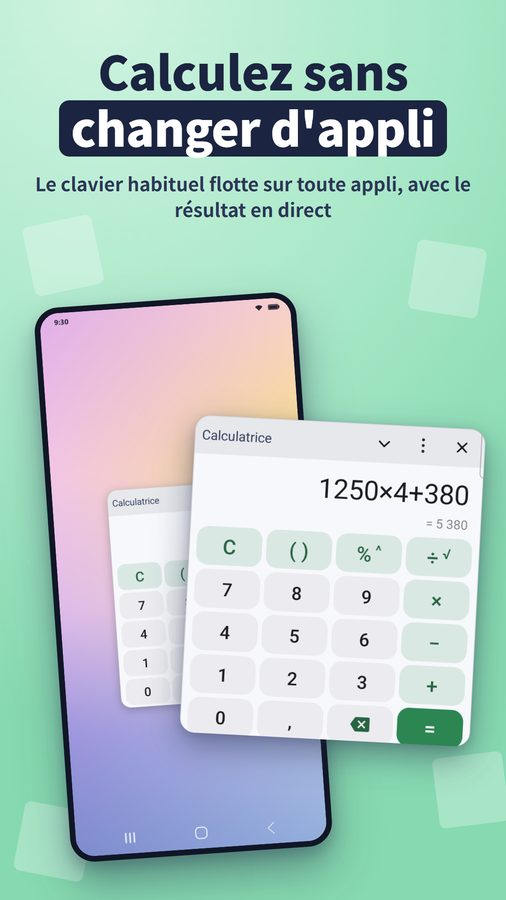 Calculez sans
changer d'appli
Le clavier habituel flotte sur toute appli, avec le
résultat en direct
9:30
Calculatrice
C (
7
4
1
0
Calculatrice
1250×4+380
= 5 380
C ( ) % ^ ÷ √
7 8 9 ×
4 5 6 −
1 2 3 +
0 , =